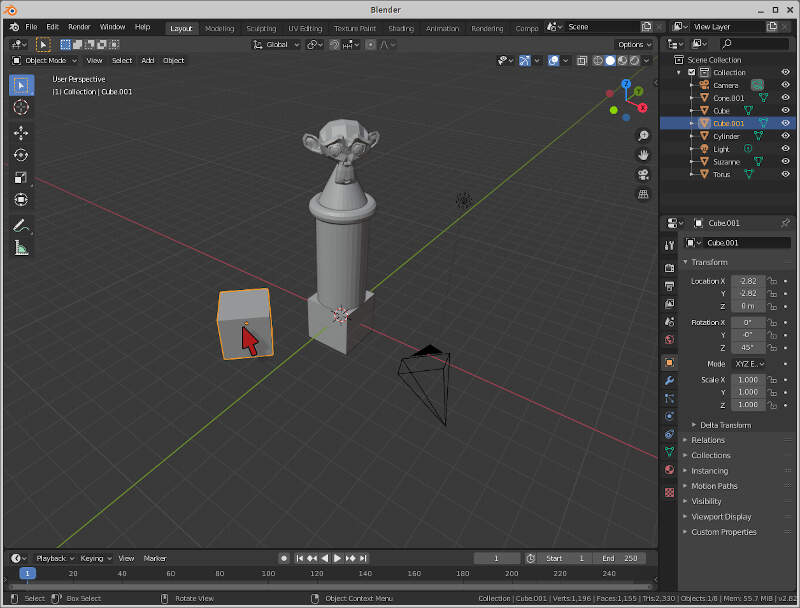 Blender
File Edit Render Window Help Layout Modeling Sculpting UV Editing Texture Paint Shading Animation Rendering Compo Scene View Layer
Global Options
Object Mode View Select Add Object
User Perspective
(1) Collection | Cube.001
X
Y
Z
Scene Collection
Collection
Camera
Cone.001
Cube
Cube.001
Cylinder
Light
Suzanne
Torus
Cube.001
Cube.001
Transform
Location X -2.82
Y -2.82
Z 0 m
Rotation X 0°
Y -0°
Z 45°
Mode XYZ E..
Scale X 1.000
Y 1.000
Z 1.000
Delta Transform
Relations
Collections
Instancing
Motion Paths
Visibility
Viewport Display
Custom Properties
Playback Keying View Marker 1 Start 1 End 250
1 20 40 60 80 100 120 140 160 180 200 220 240
Select Box Select Rotate View Object Context Menu Collection | Cube.001 | Verts:1,196 | Faces:1,155 | Tris:2,330 | Objects:1/8 | Mem: 55.7 MiB | v2.82